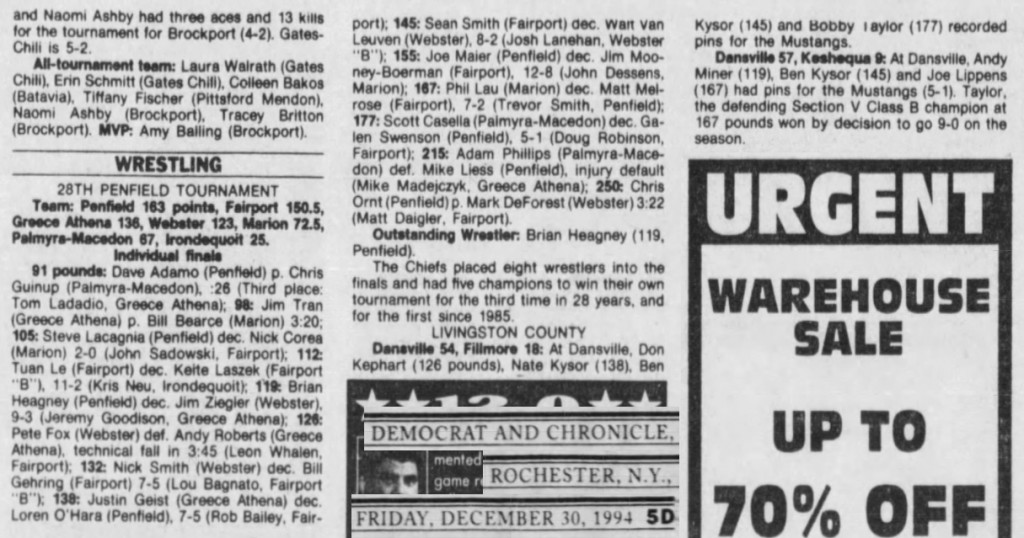 and Naomi Ashby had three aces and 13 kills
for the tournament for Brockport (4-2). Gates-
Chili is 5-2.
All-tournament team: Laura Walrath (Gates
Chili), Erin Schmitt (Gates Chili), Colleen Bakos
(Batavia), Tiffany Fischer (Pittsford Mendon),
Naomi Ashby (Brockport), Tracey Britton
(Brockport). MVP: Amy Balling (Brockport).
WRESTLING
28TH PENFIELD TOURNAMENT
Team: Penfield 163 points, Fairport 150.5,
Greece Athena 136, Webster 123, Marion 72.5,
Palmyra-Macedon 67, Irondequoit 25.
Individual finals
91 pounds: Dave Adamo (Penfield) p. Chris
Guinup (Palmyra-Macedon), :26 (Third place:
Tom Ladadio, Greece Athena); 98: Jim Tran
(Greece Athena) p. Bill Bearce (Marion) 3:20;
105: Steve Lacagnia (Penfield) dec. Nick Corea
(Marion) 2-0 (John Sadowski, Fairport); 112:
Tuan Le (Fairport) dec. Keite Laszek (Fairport
"B"), 11-2 (Kris Neu, Irondequoit); 119: Brian
Heagney (Penfield) dec. Jim Ziegler (Webster),
9-3 (Jeremy Goodison, Greece Athena); 126:
Pete Fox (Webster) def. Andy Roberts (Greece
Athena), technical fall in 3:45 (Leon Whalen,
Fairport); 132: Nick Smith (Webster) dec. Bill
Gehring (Fairport) 7-5 (Lou Bagnato, Fairport
"B"); 138: Justin Geist (Greece Athena) dec.
Loren O'Hara (Penfield), 7-5 (Rob Bailey, Fair-
port); 145: Sean Smith (Fairport) dec. Walt Van
Leuven (Webster), 8-2 (Josh Lanehan, Webster
"B"); 155: Joe Maier (Penfield) dec. Jim Moo-
ney-Boerman (Fairport), 12-8 (John Dessens,
Marion); 167: Phil Lau (Marion) dec. Matt Mel-
rose (Fairport), 7-2 (Trevor Smith, Penfield);
177: Scott Casella (Palmyra-Macedon) dec. Ga-
len Swenson (Penfield), 5-1 (Doug Robinson,
Fairport); 215: Adam Phillips (Palmyra-Mace-
don) def. Mike Liess (Penfield), injury default
(Mike Madejczyk, Greece Athena); 250: Chris
Ornt (Penfield) p. Mark DeForest (Webster) 3:22
(Matt Daigler, Fairport).
Outstanding Wrestler: Brian Heagney (119,
Penfield).
The Chiefs placed eight wrestlers into the
finals and had five champions to win their own
tournament for the third time in 28 years, and
for the first since 1985.
LIVINGSTON COUNTY
Dansville 54, Fillmore 18: At Dansville, Don
Kephart (126 pounds), Nate Kysor (138), Ben
DEMOCRAT AND CHRONICLE,
mented
game
ROCHESTER, N.Y.,
FRIDAY, DECEMBER 30, 1994 5D
Kysor (145) and Bobby Taylor (177) recorded
pins for the Mustangs.
Dansville 57, Keshequa 9: At Dansville, Andy
Miner (119), Ben Kysor (145) and Joe Lippens
(167) had pins for the Mustangs (5-1). Taylor,
the defending Section V Class B champion at
167 pounds won by decision to go 9-0 on the
season.
URGENT
WAREHOUSE
SALE
UP TO
70% OFF